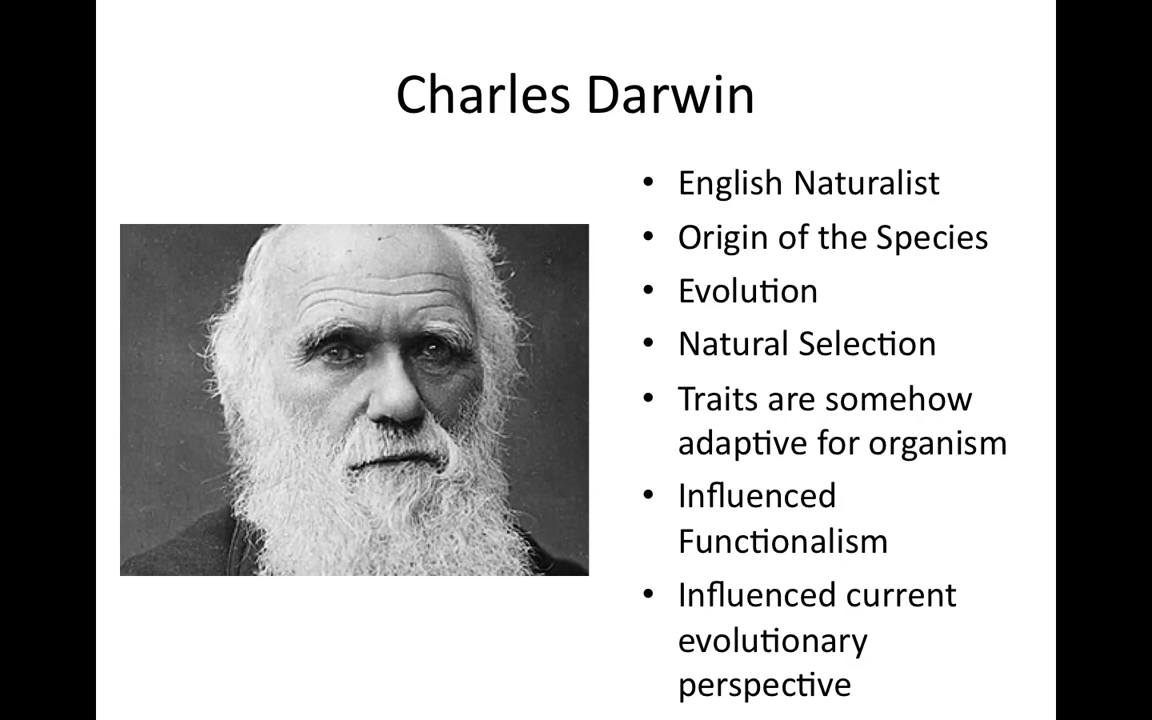 Charles Darwin
• English Naturalist
• Origin of the Species
• Evolution
• Natural Selection
• Traits are somehow
adaptive for organism
• Influenced
Functionalism
• Influenced current
evolutionary
perspective